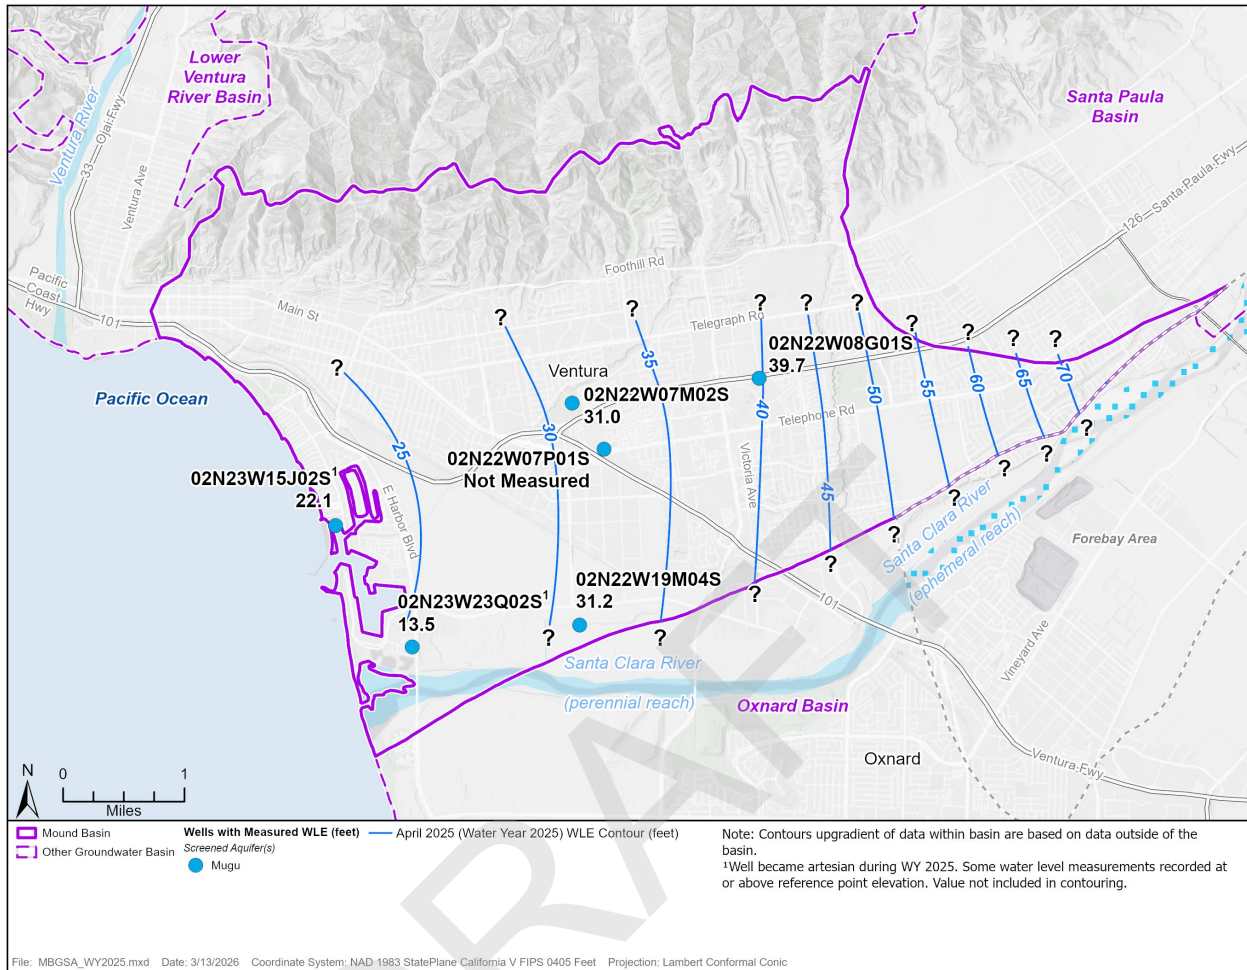 Lower
Ventura
River Basin
Santa Paula
Basin
Ventura River
33
Ojai Fwy
Ventura Ave
126
Santa Paula Fwy
Pacific
Coast
Hwy
101
Main St
Foothill Rd
Telegraph Rd
?
?
?
?
?
?
?
?
?
?
?
Pacific Ocean
Ventura
02N22W08G01S
39.7
02N22W07M02S
31.0
02N22W07P01S
Not Measured
Telephone Rd
Victoria Ave
25
30
35
40
45
50
55
60
65
70
02N23W15J02S¹
22.1
E Harbor Blvd
02N23W23Q02S¹
13.5
02N22W19M04S
31.2
?
?
?
?
?
?
?
?
?
Santa Clara River
(ephemeral reach)
Forebay Area
Santa Clara River
(perennial reach)
101
Vineyard Ave
Oxnard Basin
Oxnard
Ventura Fwy
N
0 1
Miles
DRAFT
Mound Basin
Other Groundwater Basin
Wells with Measured WLE (feet)
Screened Aquifer(s)
Mugu
April 2025 (Water Year 2025) WLE Contour (feet)
Note: Contours upgradient of data within basin are based on data outside of the
basin.
¹Well became artesian during WY 2025. Some water level measurements recorded at
or above reference point elevation. Value not included in contouring.
File: MBGSA_WY2025.mxd Date: 3/13/2026 Coordinate System: NAD 1983 StatePlane California V FIPS 0405 Feet Projection: Lambert Conformal Conic